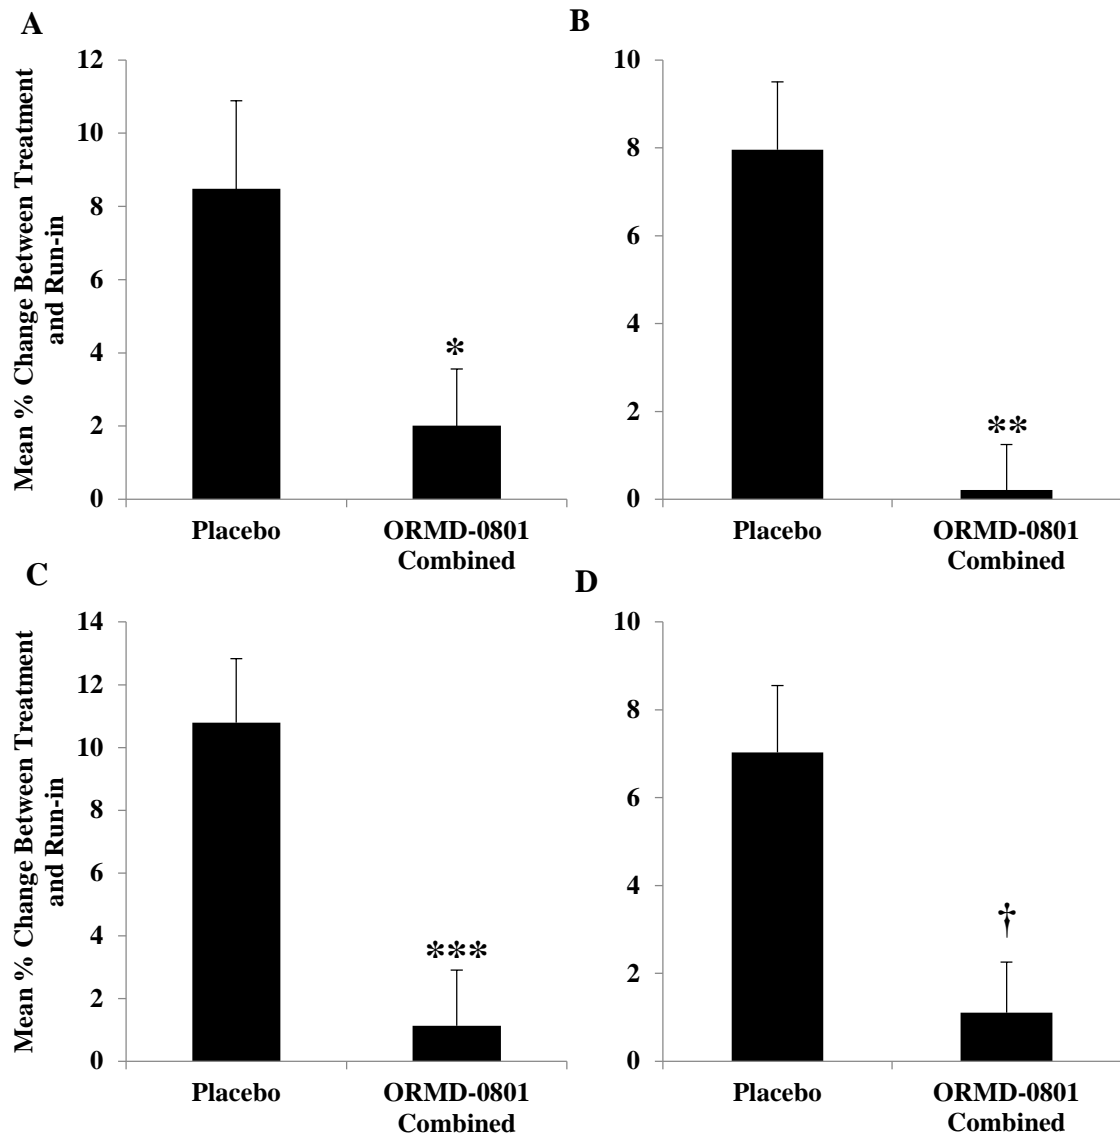 A
Mean % Change Between Treatment
and Run-in
12
10
8
6
4
2
0
*
Placebo
ORMD-0801
Combined
B
10
8
6
4
2
0
**
Placebo
ORMD-0801
Combined
C
Mean % Change Between Treatment
and Run-in
14
12
10
8
6
4
2
0
***
Placebo
ORMD-0801
Combined
D
10
8
6
4
2
0
†
Placebo
ORMD-0801
Combined